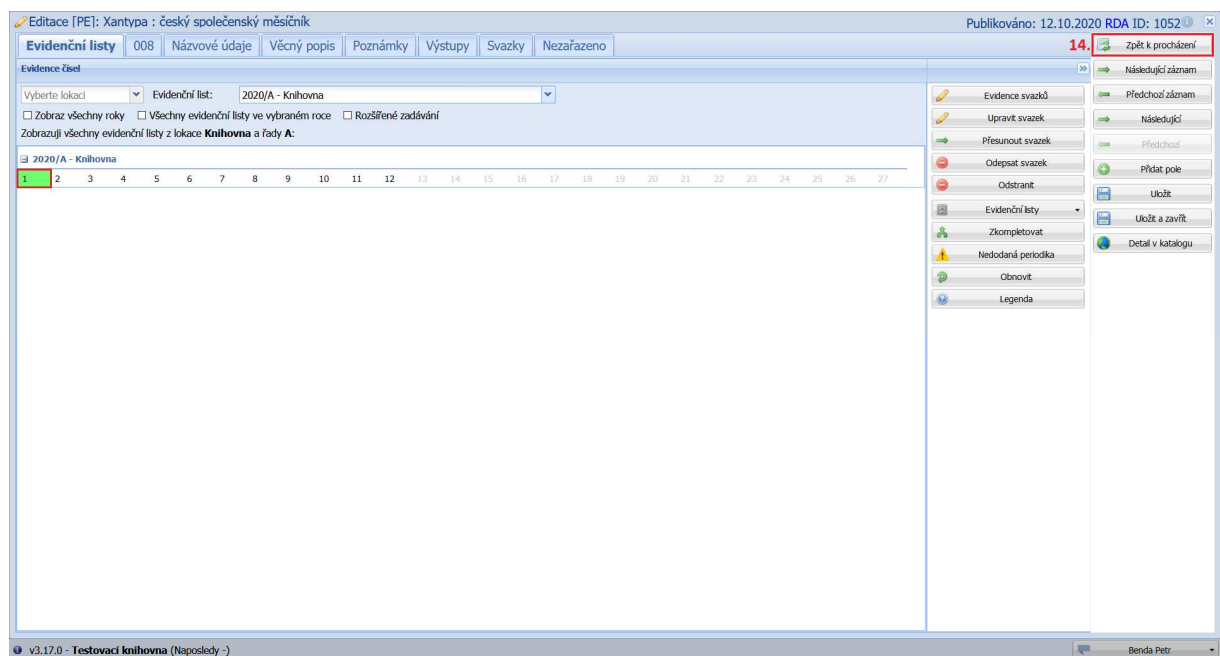 Editace [PE]: Xantypa : český společenský měsíčník Publikováno: 12.10.2020 RDA ID: 1052
Evidenční listy 008 Názvové údaje Věcný popis Poznámky Výstupy Svazky Nezařazeno 14. Zpět k procházení
Evidence čísel
Vyberte lokaci Evidenční list: 2020/A - Knihovna
Zobraz všechny roky Všechny evidenční listy ve vybraném roce Rozšířené zadávání
Zobrazuji všechny evidenční listy z lokace Knihovna a řady A:
2020/A - Knihovna
1 2 3 4 5 6 7 8 9 10 11 12 13 14 15 16 17 18 19 20 21 22 23 24 25 26 27
Evidence svazků
Upravit svazek
Přesunout svazek
Odepsat svazek
Odstranit
Evidenční listy
Zkompletovat
Nedodaná periodika
Obnovit
Legenda
Následující záznam
Předchozí záznam
Následující
Předchozí
Přidat pole
Uložit
Uložit a zavřít
Detail v katalogu
v3.17.0 - Testovací knihovna (Naposledy -) Benda Petr